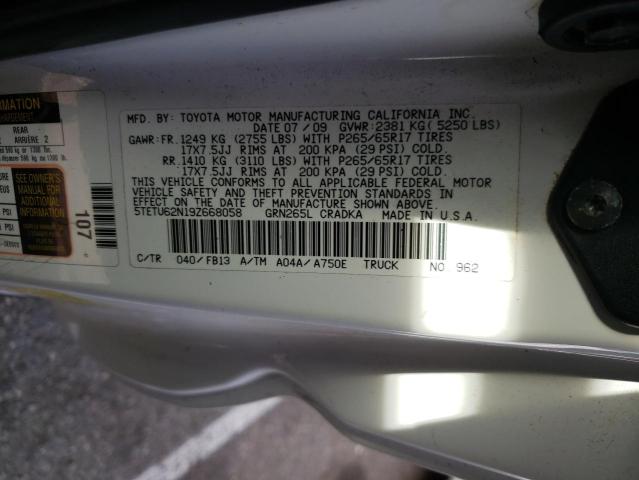 MFD. BY: TOYOTA MOTOR MANUFACTURING CALIFORNIA INC.
DATE 07/09 GVWR:2381 KG(5250 LBS)
GAWR:FR.1249 KG (2755 LBS) WITH P265/65R17 TIRES
17X7.5JJ RIMS AT 200 KPA (29 PSI) COLD.
RR.1410 KG (3110 LBS) WITH P265/65R17 TIRES
17X7.5JJ RIMS AT 200 KPA (29 PSI) COLD.
THIS VEHICLE CONFORMS TO ALL APPLICABLE FEDERAL MOTOR
VEHICLE SAFETY AND THEFT PREVENTION STANDARDS IN
EFFECT ON THE DATE OF MANUFACTURE SHOWN ABOVE.
5TETU62N19Z668058 GRN265L CRADKA MADE IN U.S.A.
C/TR 040/FB13 A/TM A04A/A750E TRUCK NO. 962
REAR
ARRIÈRE 2
SEE OWNER'S
MANUAL FOR
ADDITIONAL
INFORMATION
PSI
PSI
107